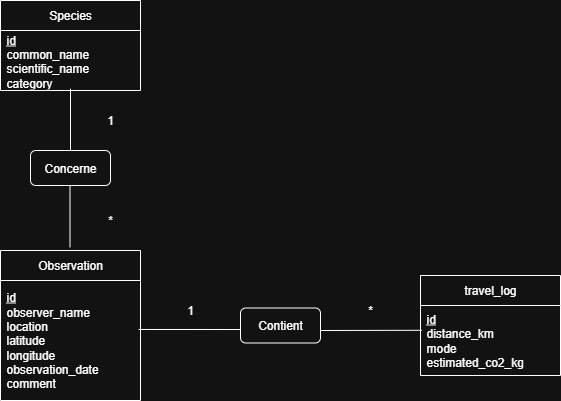 Species
id
common_name
scientific_name
category
1
Concerne
*
Observation
id
observer_name
location
latitude
longitude
observation_date
comment
1
Contient
*
travel_log
id
distance_km
mode
estimated_co2_kg